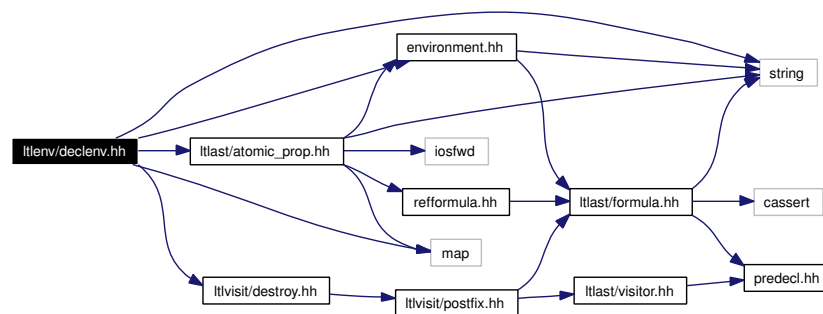 environment.hh
string
ltlenv/declenv.hh
ltlast/atomic_prop.hh
iosfwd
refformula.hh
ltlast/formula.hh
cassert
map
predecl.hh
ltlvisit/destroy.hh
ltlvisit/postfix.hh
ltlast/visitor.hh